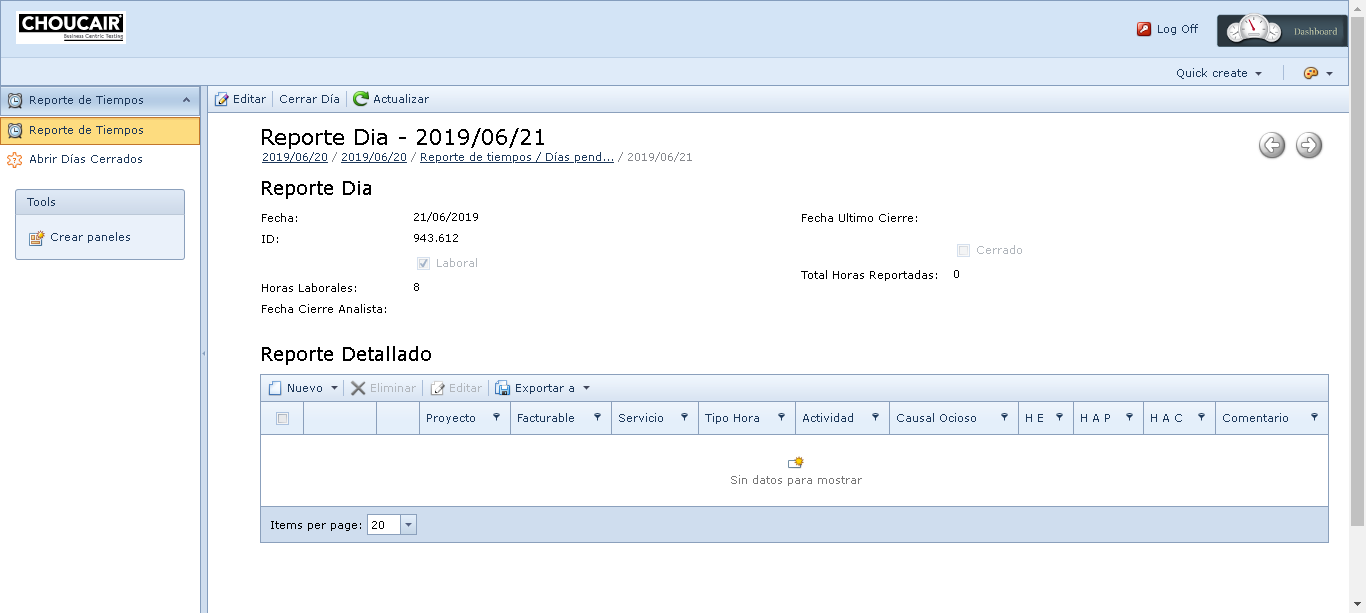 CHOUCAIR
Business Centric Testing
Log Off
Dashboard
Quick create
Reporte de Tiempos
Reporte de Tiempos
Abrir Días Cerrados
Tools
Crear paneles
Editar Cerrar Día Actualizar
Reporte Dia - 2019/06/21
2019/06/20 / 2019/06/20 / Reporte de tiempos / Días pend... / 2019/06/21
Reporte Dia
Fecha: 21/06/2019 Fecha Ultimo Cierre:
ID: 943.612
Cerrado
Laboral
Total Horas Reportadas: 0
Horas Laborales: 8
Fecha Cierre Analista:
Reporte Detallado
Nuevo Eliminar Editar Exportar a
Proyecto Facturable Servicio Tipo Hora Actividad Causal Ocioso H E H A P H A C Comentario
Sin datos para mostrar
Items per page: 20